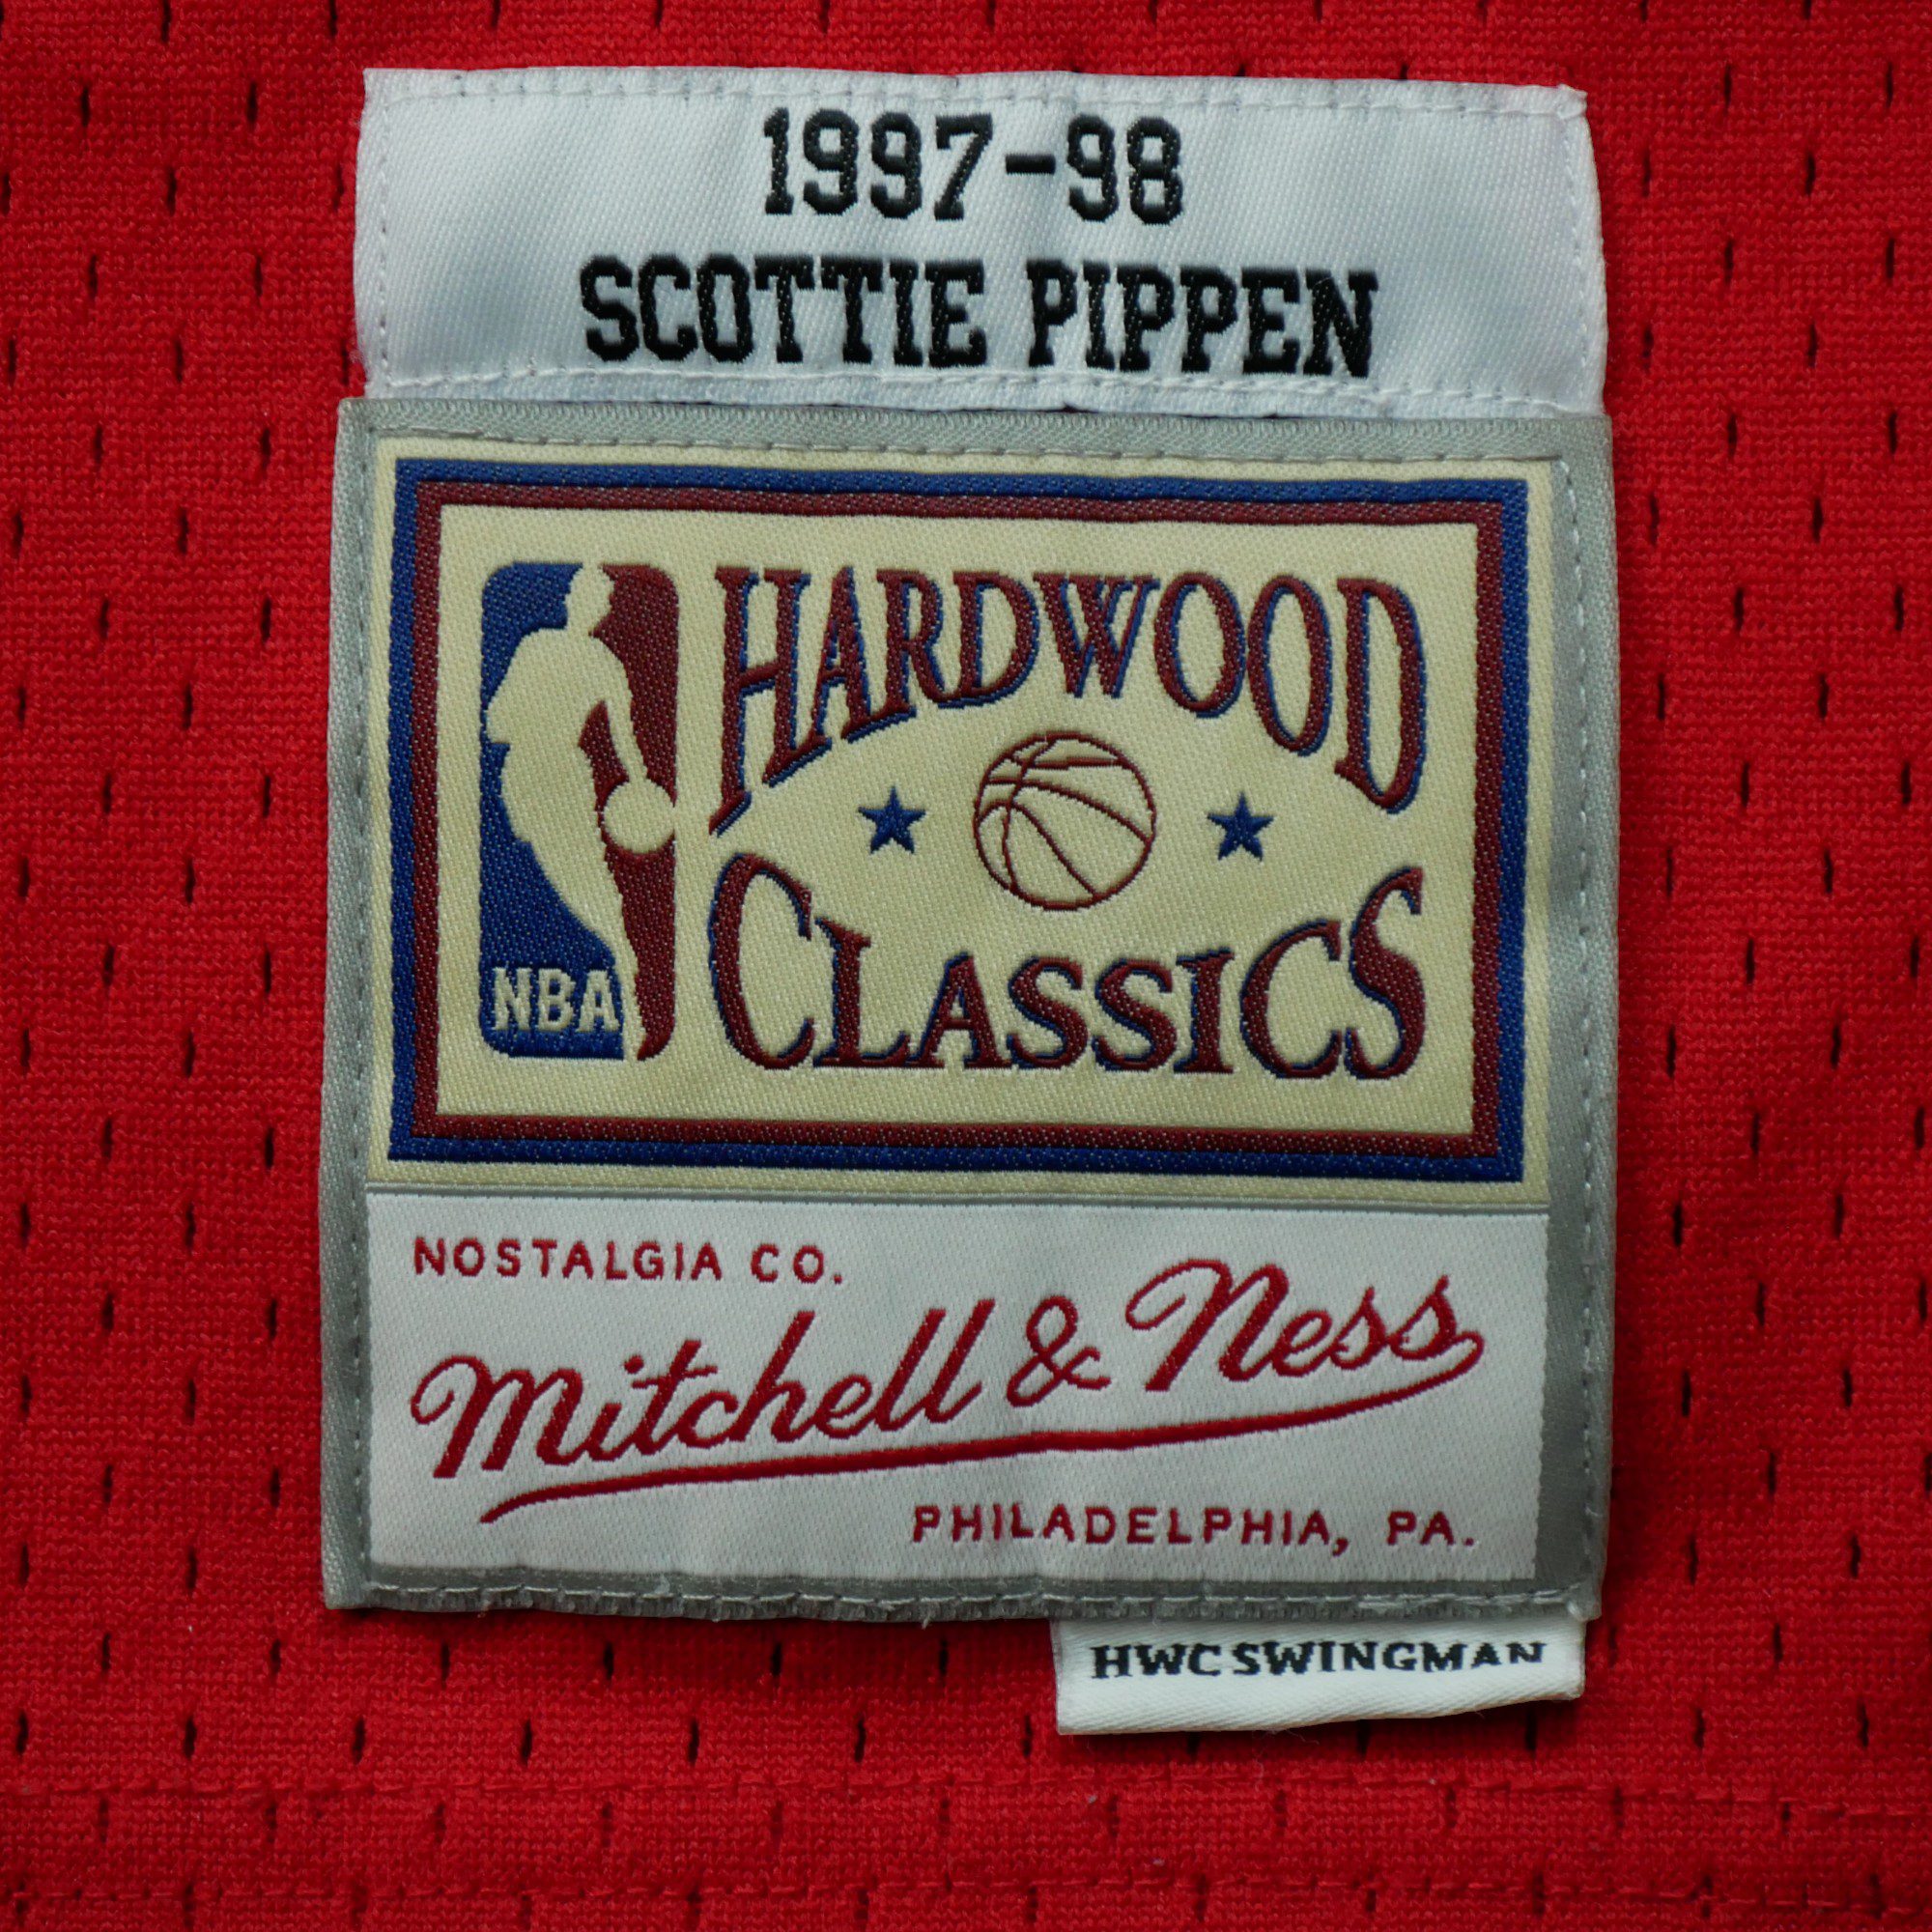 1997-98
SCOTTIE PIPPEN
HARDWOOD
CLASSICS
NBA
NOSTALGIA CO.
Mitchell & Ness
PHILADELPHIA, PA.
HWC SWINGMAN